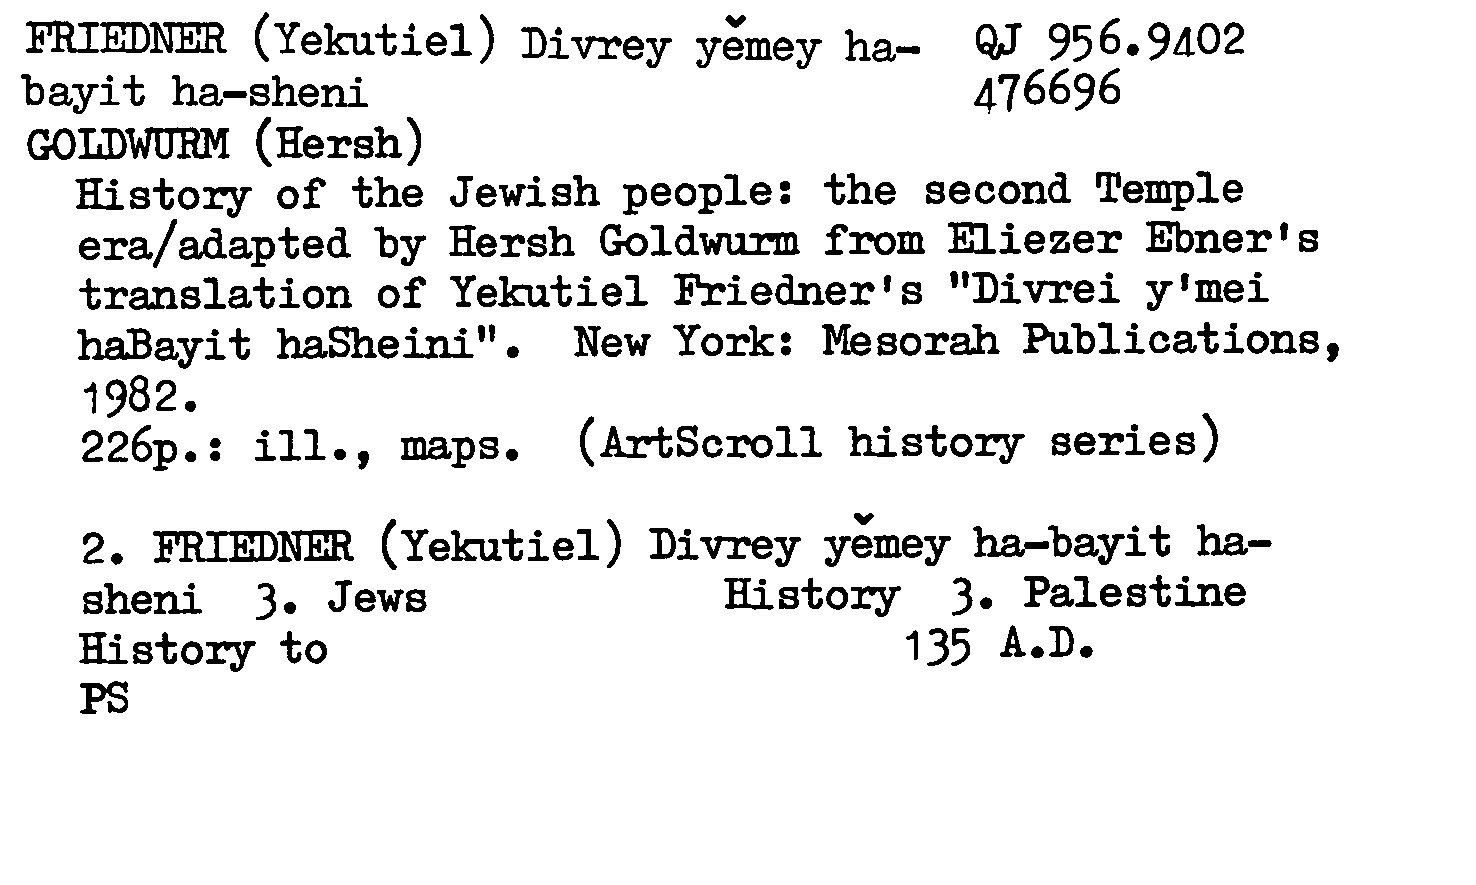 FRIEDNER (Yekutiel) Divrey yěmey ha- QJ 956.9402
bayit ha-sheni 476696
GOLDWURM (Hersh)
History of the Jewish people: the second Temple
era/adapted by Hersh Goldwurm from Eliezer Ebner's
translation of Yekutiel Friedner's "Divrei y'mei
haBayit haSheini". New York: Mesorah Publications,
1982.
226p.: ill., maps. (ArtScroll history series)
2. FRIEDNER (Yekutiel) Divrey yěmey ha-bayit ha-
sheni 3. Jews History 3. Palestine
History to 135 A.D.
PS